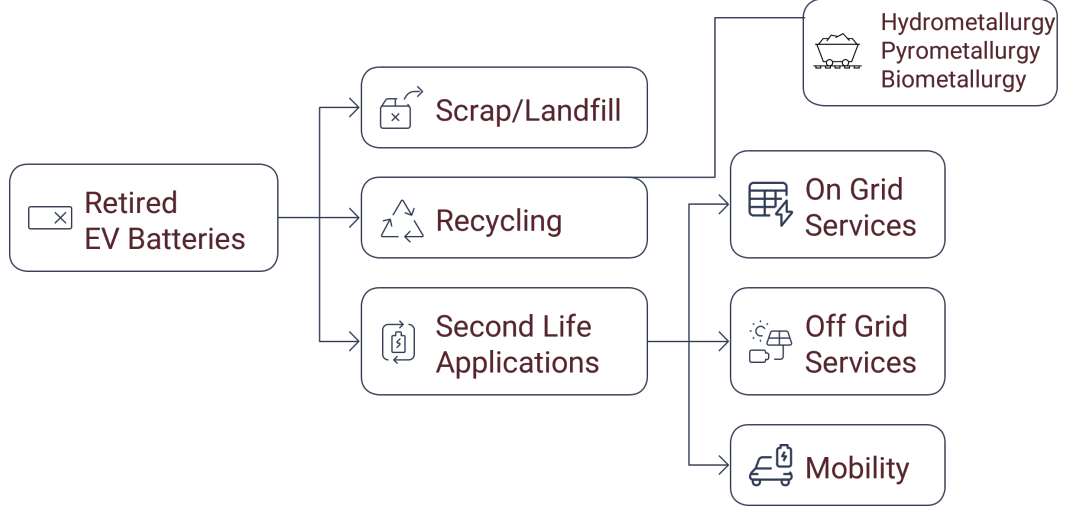 Hydrometallurgy
Pyrometallurgy
Biometallurgy
Scrap/Landfill
Retired
EV Batteries
Recycling
On Grid
Services
Second Life
Applications
Off Grid
Services
Mobility